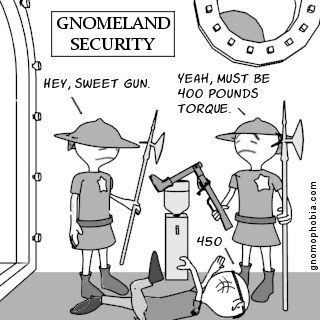 GNOMELAND
SECURITY
HEY, SWEET GUN.
YEAH, MUST BE
400 POUNDS
TORQUE.
450
gnomophobia.com